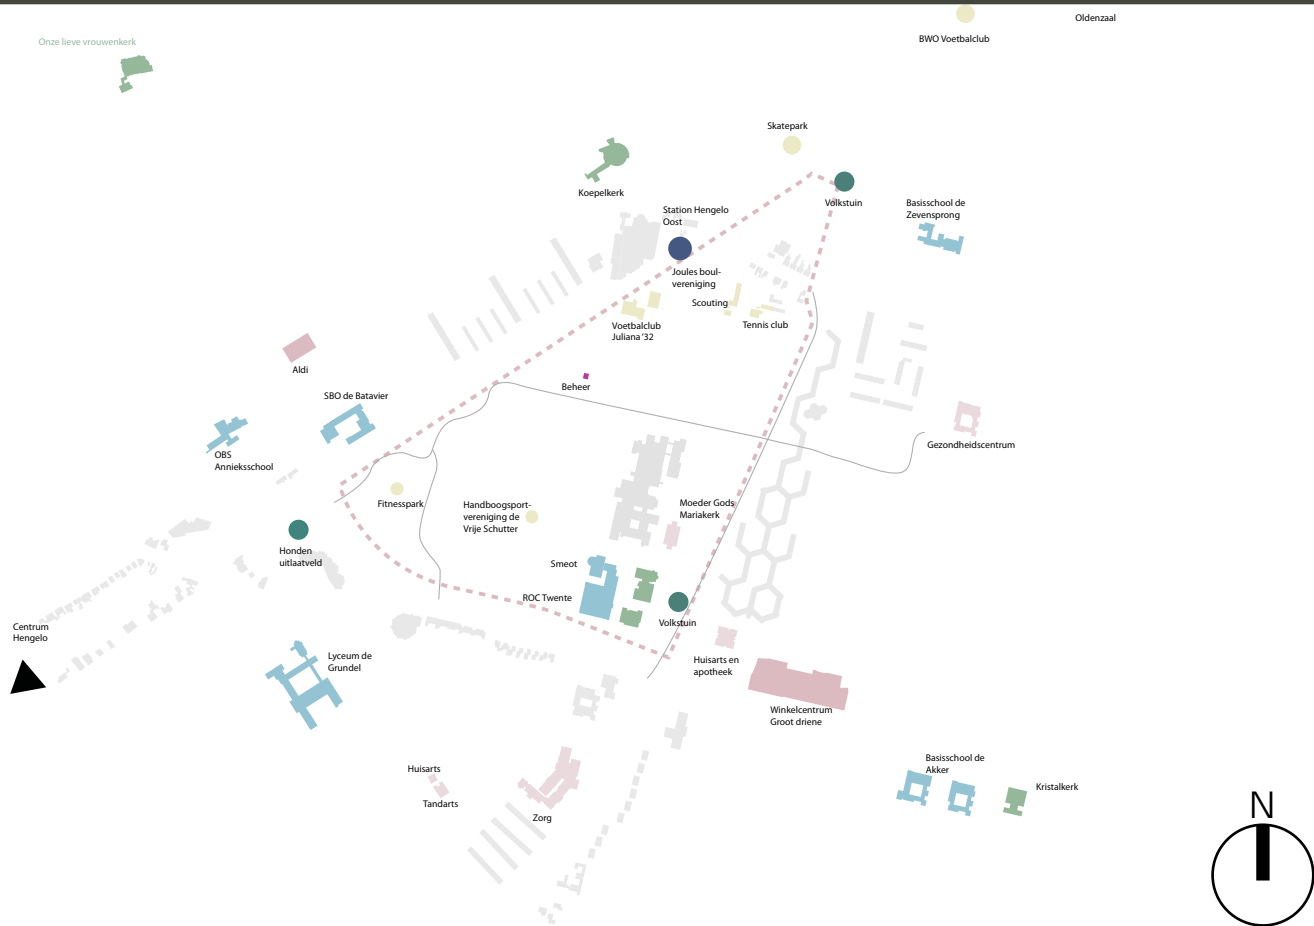 Oldenzaal
BWO Voetbalclub
Onze lieve vrouwenkerk
Skatepark
Koepelkerk
Volkstuin
Basisschool de
Zevensprong
Station Hengelo
Oost
Joules boul-
vereniging
Scouting
Tennis club
Voetbalclub
Juliana '32
Aldi
Beheer
SBO de Batavier
OBS
Annieksschool
Gezondheidscentrum
Fitnesspark
Handboogsport-
vereniging de
Vrije Schutter
Moeder Gods
Mariakerk
Honden
uitlaatveld
Smeot
ROC Twente
Volkstuin
Centrum
Hengelo
Lyceum de
Grundel
Huisarts en
apotheek
Winkelcentrum
Groot driene
Basisschool de
Akker
Kristalkerk
Huisarts
Tandarts
Zorg
N